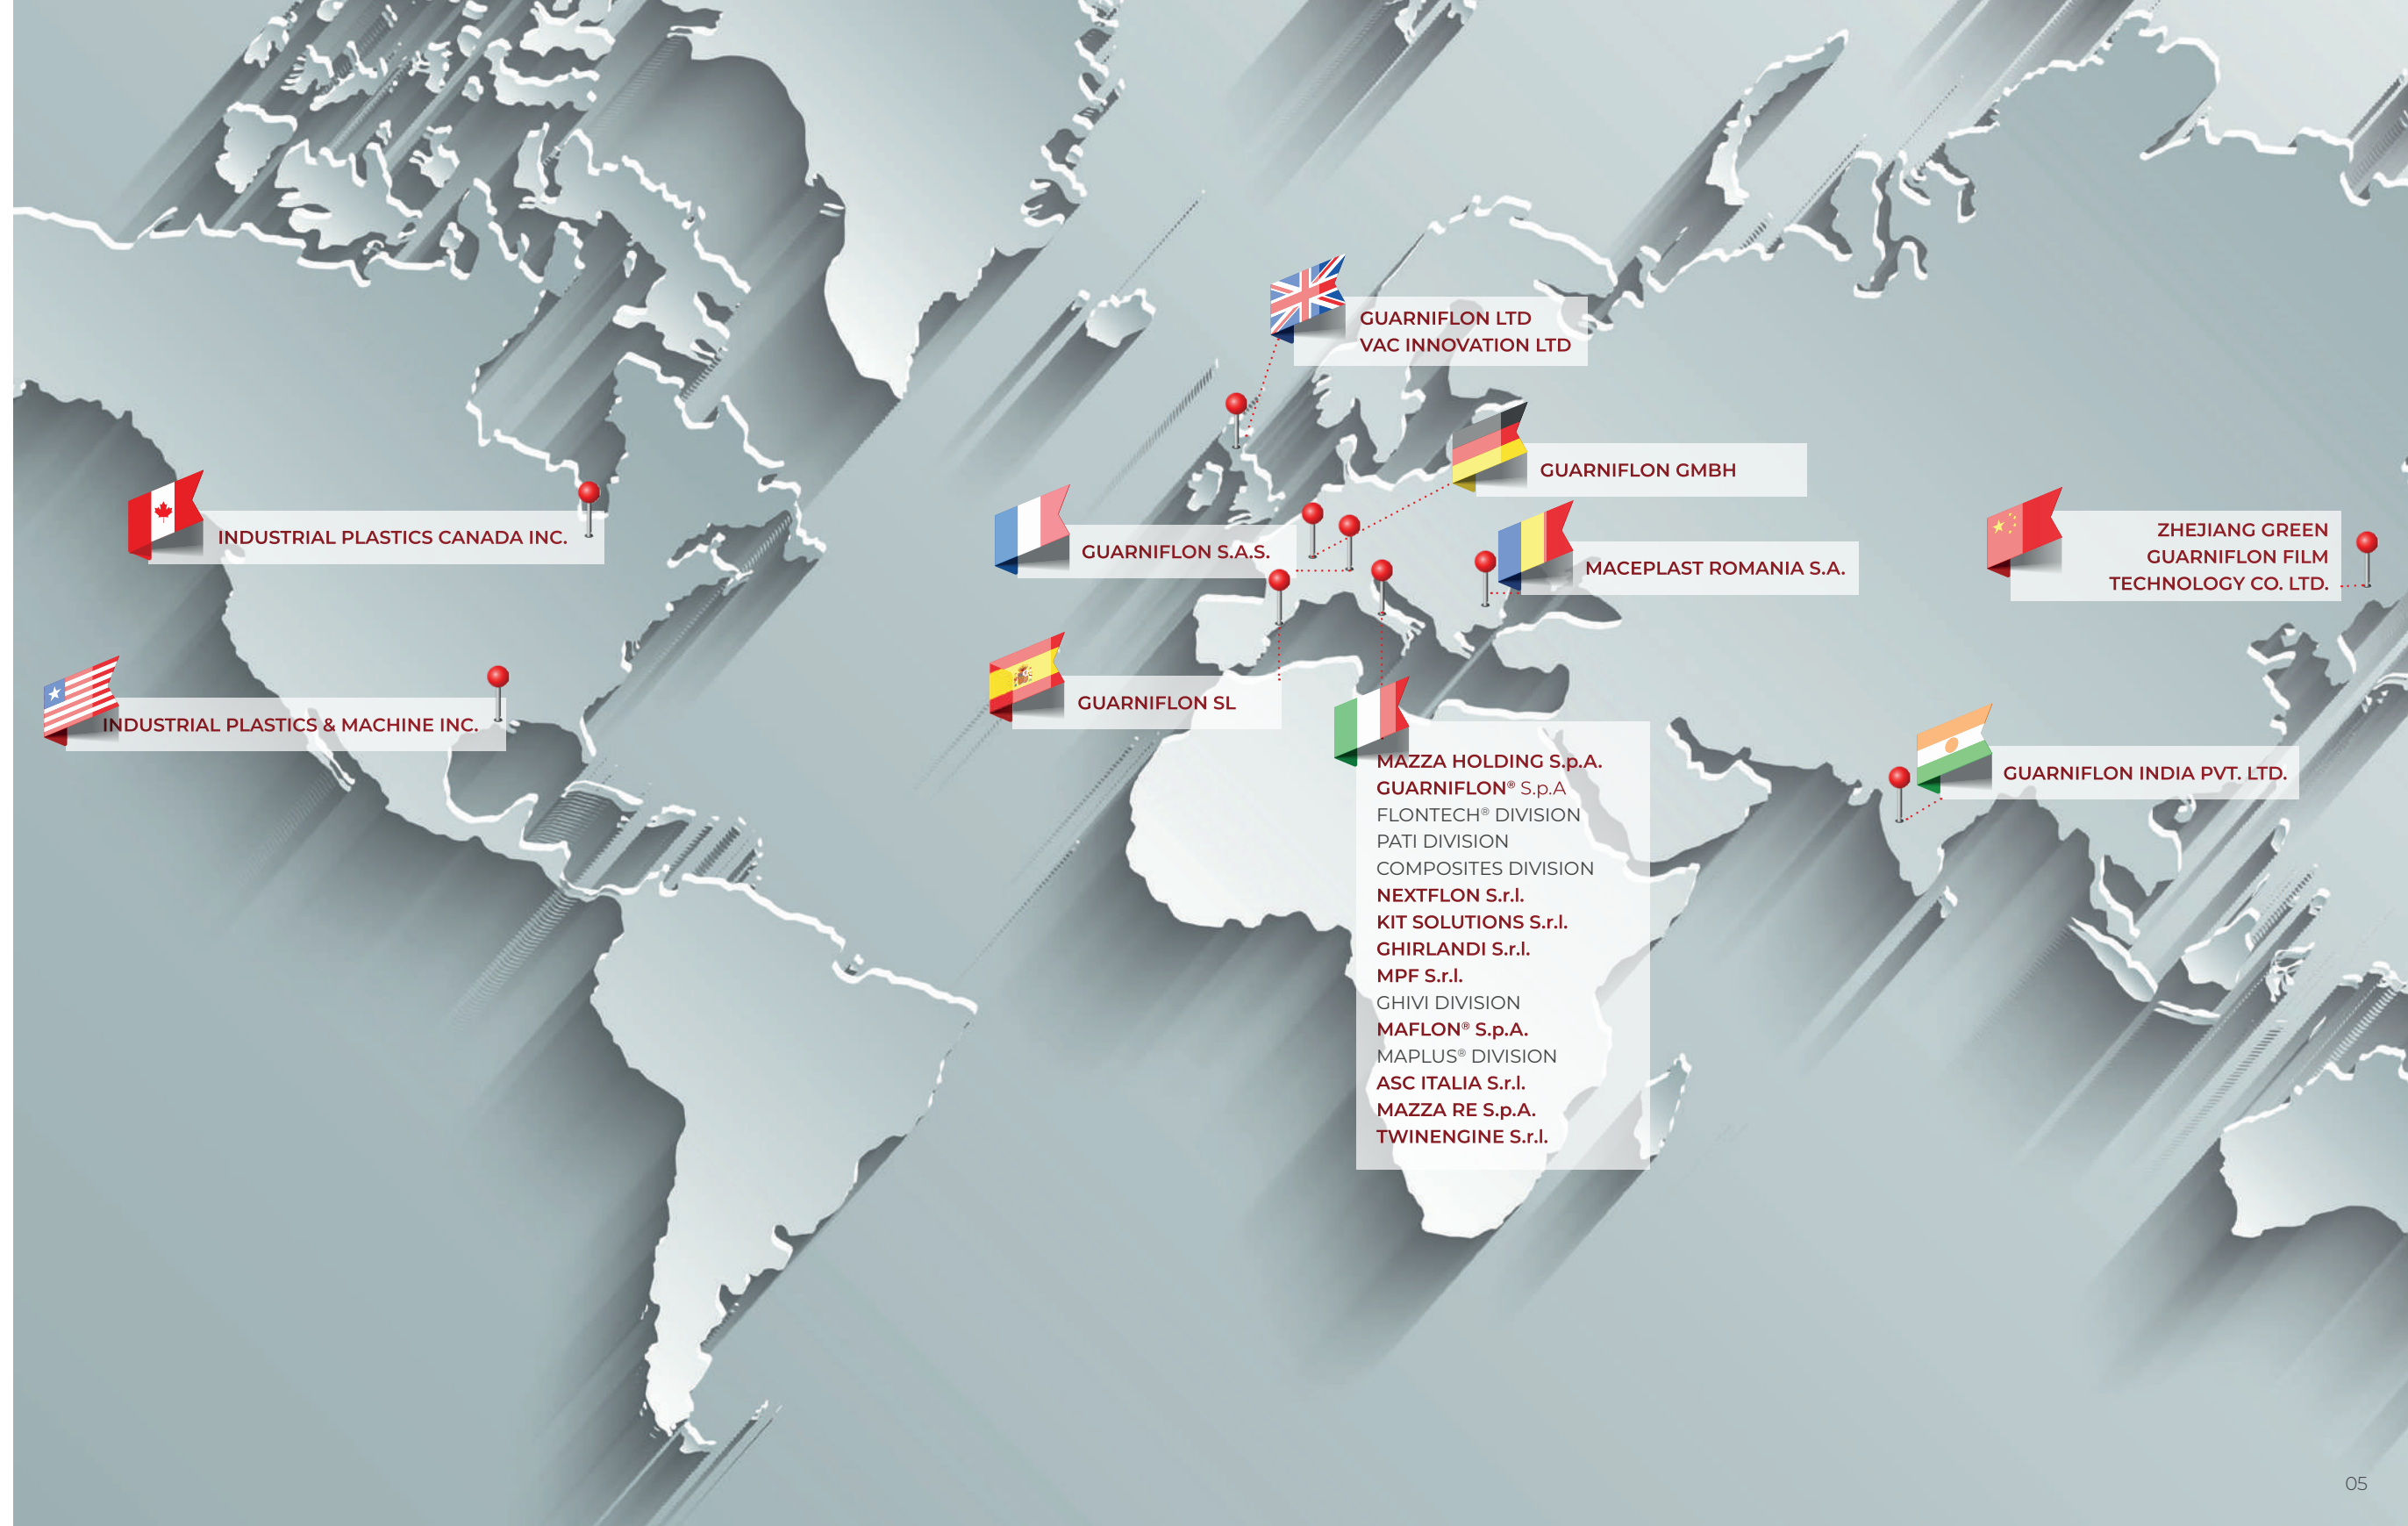 GUARNIFLON LTD
VAC INNOVATION LTD
GUARNIFLON GMBH
INDUSTRIAL PLASTICS CANADA INC.
GUARNIFLON S.A.S.
MACEPLAST ROMANIA S.A.
ZHEJIANG GREEN
GUARNIFLON FILM
TECHNOLOGY CO. LTD.
INDUSTRIAL PLASTICS & MACHINE INC.
GUARNIFLON SL
GUARNIFLON INDIA PVT. LTD.
MAZZA HOLDING S.p.A.
GUARNIFLON® S.p.A
FLONTECH® DIVISION
PATI DIVISION
COMPOSITES DIVISION
NEXTFLON S.r.l.
KIT SOLUTIONS S.r.l.
GHIRLANDI S.r.l.
MPF S.r.l.
GHIVI DIVISION
MAFLON® S.p.A.
MAPLUS® DIVISION
ASC ITALIA S.r.l.
MAZZA RE S.p.A.
TWINENGINE S.r.l.
05